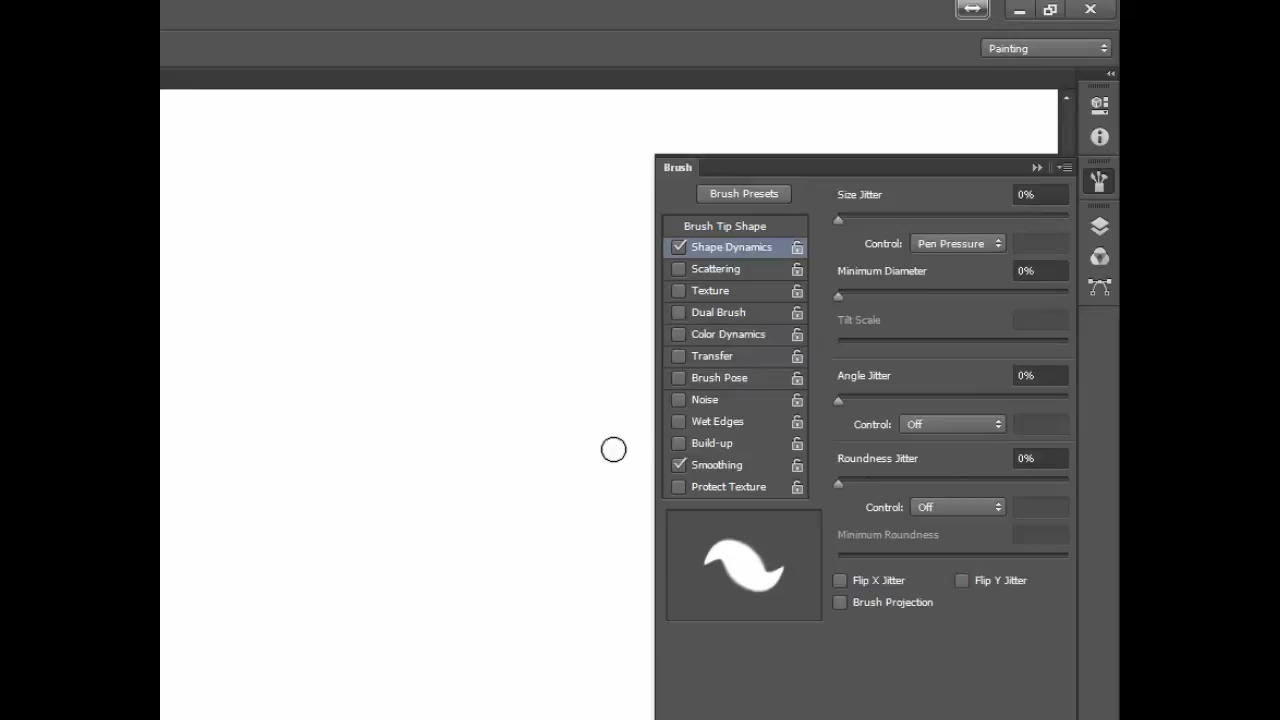 Painting
Brush
Brush Presets
Size Jitter 0%
Brush Tip Shape
Shape Dynamics
Control: Pen Pressure
Scattering
Minimum Diameter 0%
Texture
Dual Brush
Tilt Scale
Color Dynamics
Transfer
Brush Pose
Angle Jitter 0%
Noise
Wet Edges
Control: Off
Build-up
Roundness Jitter 0%
Smoothing
Protect Texture
Control: Off
Minimum Roundness
Flip X Jitter Flip Y Jitter
Brush Projection